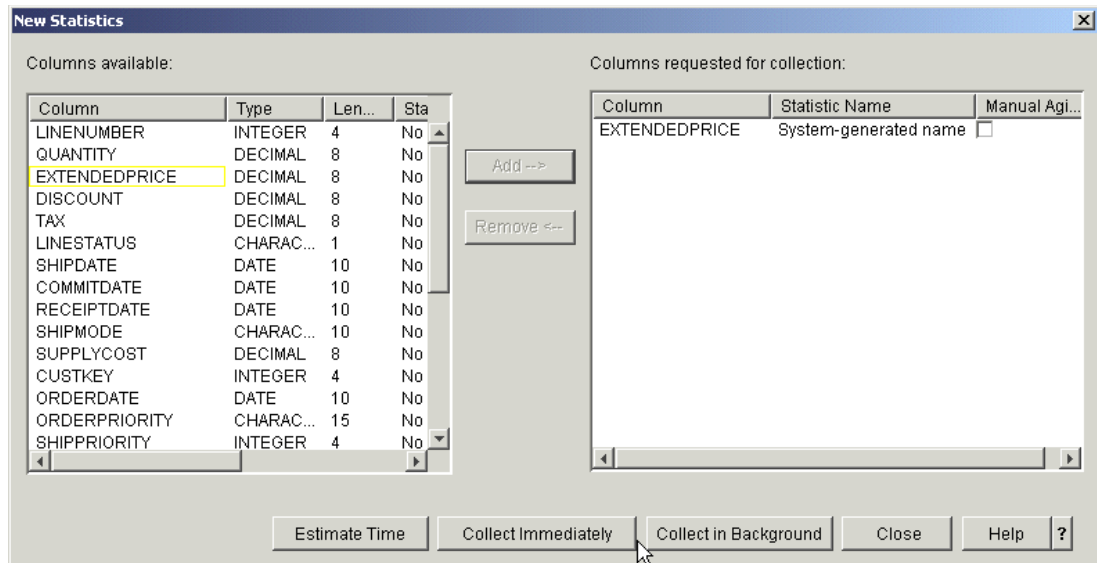 New Statistics
Columns available:
Columns requested for collection:
Column Type Len... Sta
LINENUMBER INTEGER 4 No
QUANTITY DECIMAL 8 No
EXTENDEDPRICE DECIMAL 8 No
DISCOUNT DECIMAL 8 No
TAX DECIMAL 8 No
LINESTATUS CHARAC... 1 No
SHIPDATE DATE 10 No
COMMITDATE DATE 10 No
RECEIPTDATE DATE 10 No
SHIPMODE CHARAC... 10 No
SUPPLYCOST DECIMAL 8 No
CUSTKEY INTEGER 4 No
ORDERDATE DATE 10 No
ORDERPRIORITY CHARAC... 15 No
SHIPPRIORITY INTEGER 4 No
Add -->
Remove <--
Column Statistic Name Manual Agi...
EXTENDEDPRICE System-generated name
Estimate Time Collect Immediately Collect in Background Close Help ?